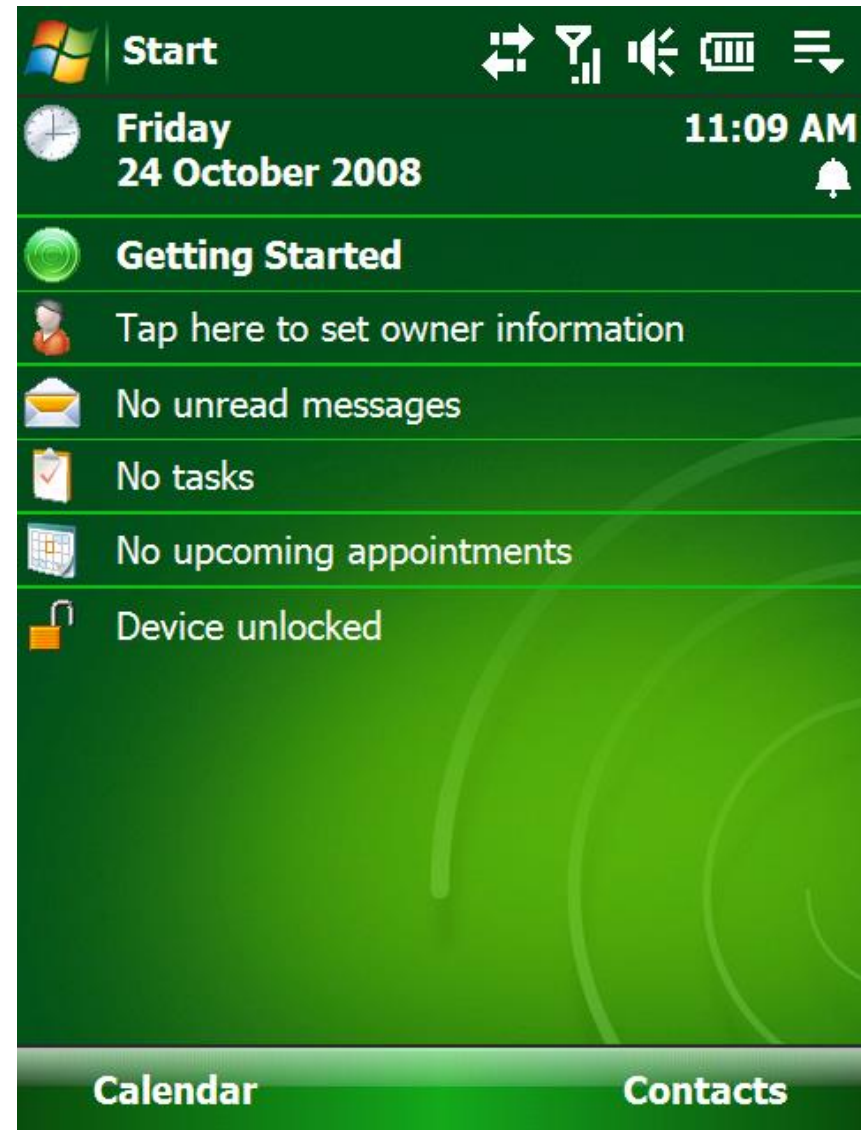 Start
Friday 11:09 AM
24 October 2008
Getting Started
Tap here to set owner information
No unread messages
No tasks
No upcoming appointments
Device unlocked
Calendar Contacts